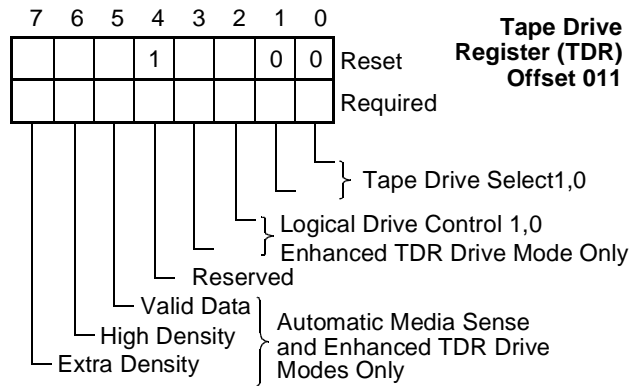 7 6 5 4 3 2 1 0
Tape Drive
Register (TDR)
Offset 011
1 0 0 Reset
Required
Tape Drive Select1,0
Logical Drive Control 1,0
Enhanced TDR Drive Mode Only
Reserved
Valid Data
High Density
Extra Density
Automatic Media Sense
and Enhanced TDR Drive
Modes Only